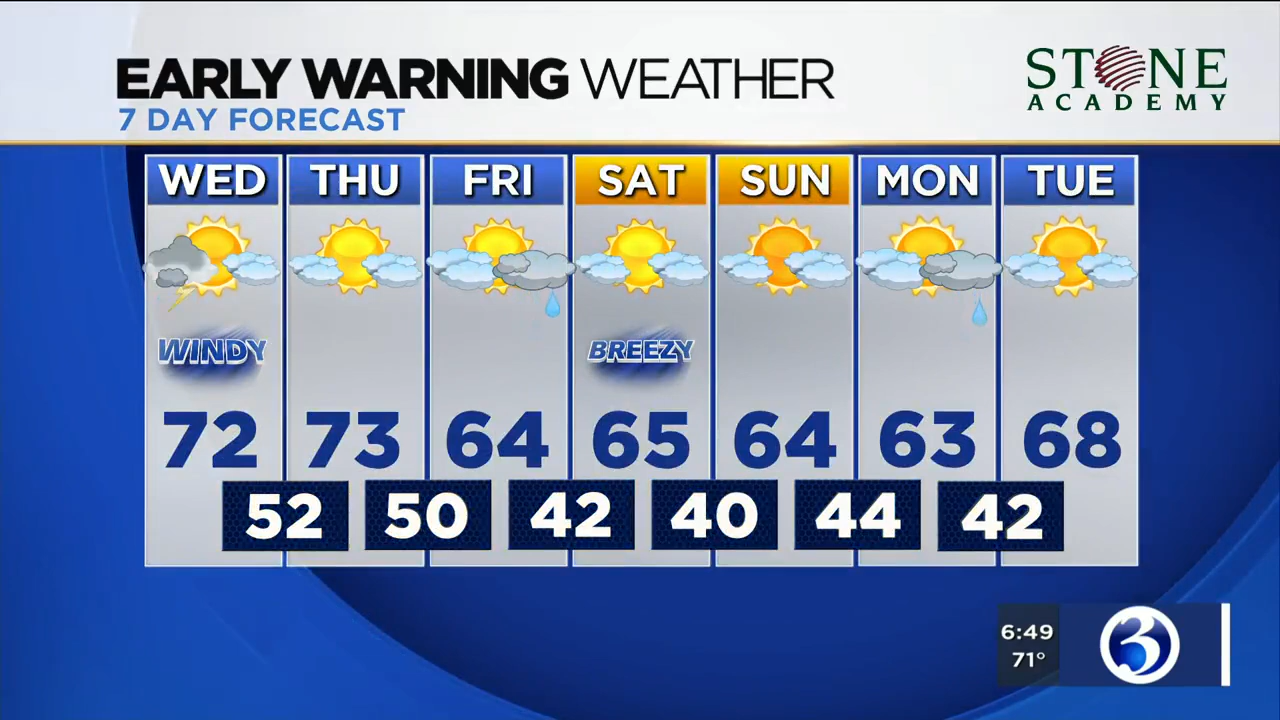 EARLY WARNING WEATHER
7 DAY FORECAST
STONE
ACADEMY
WED THU FRI SAT SUN MON TUE
WINDY BREEZY
72 73 64 65 64 63 68
52 50 42 40 44 42
6:49
71°
3